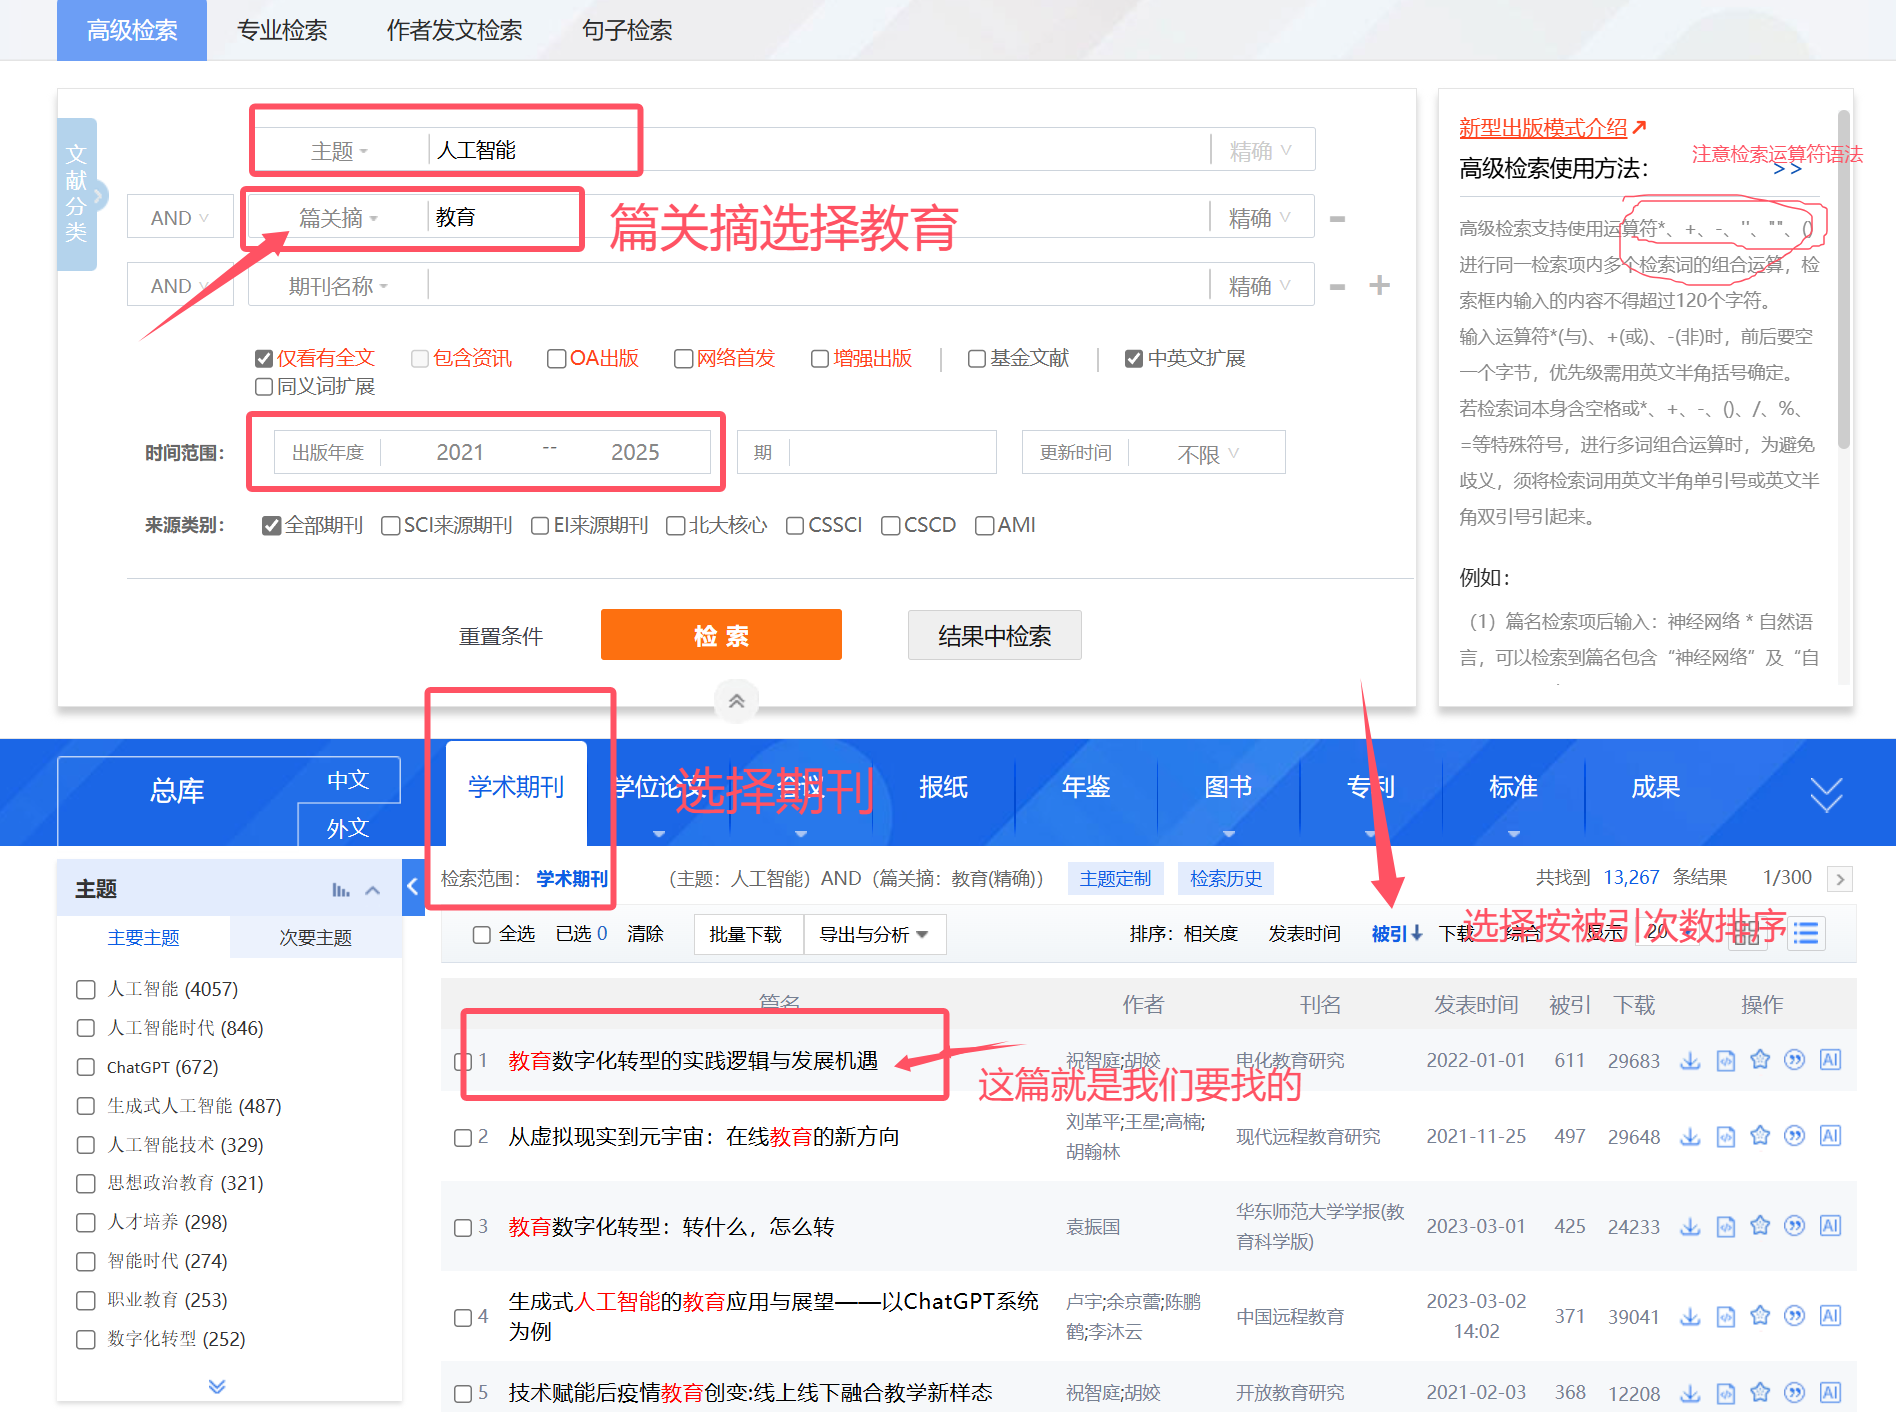 高级检索 专业检索 作者发文检索 句子检索
文献分类
主题 人工智能 精确
AND 篇关摘 教育 精确 -
篇关摘选择教育
AND 期刊名称 精确 - +
仅看有全文 包含资讯 OA出版 网络首发 增强出版 | 基金文献 | 中英文扩展
同义词扩展
时间范围： 出版年度 2021 -- 2025 期 更新时间 不限
来源类别： 全部期刊 SCI来源期刊 EI来源期刊 北大核心 CSSCI CSCD AMI
重置条件 检 索 结果中检索
新型出版模式介绍
注意检索运算符语法
高级检索使用方法： >>
高级检索支持使用运算符*、+、-、''、""、()
进行同一检索项内多个检索词的组合运算，检
索框内输入的内容不得超过120个字符。
输入运算符*(与)、+(或)、-(非)时，前后要空
一个字节，优先级需用英文半角括号确定。
若检索词本身含空格或*、+、-、()、/、%、
=等特殊符号，进行多词组合运算时，为避免
歧义，须将检索词用英文半角单引号或英文半
角双引号引起来。
例如：
（1）篇名检索项后输入：神经网络 * 自然语
言，可以检索到篇名包含“神经网络”及“自
总库 中文 外文
学术期刊 学位论文 会议 报纸 年鉴 图书 专利 标准 成果
选择期刊
主题
主要主题 次要主题
人工智能 (4057)
人工智能时代 (846)
ChatGPT (672)
生成式人工智能 (487)
人工智能技术 (329)
思想政治教育 (321)
人才培养 (298)
智能时代 (274)
职业教育 (253)
数字化转型 (252)
检索范围： 学术期刊 （主题：人工智能）AND（篇关摘：教育(精确)） 主题定制 检索历史 共找到 13,267 条结果 1/300 >
全选 已选 0 清除 批量下载 导出与分析 排序： 相关度 发表时间 被引↓ 下载 综合 显示 20
选择按被引次数排序
篇名 作者 刊名 发表时间 被引 下载 操作
1 教育数字化转型的实践逻辑与发展机遇 祝智庭;胡姣 电化教育研究 2022-01-01 611 29683 AI
这篇就是我们要找的
2 从虚拟现实到元宇宙：在线教育的新方向 刘革平;王星;高楠;胡翰林 现代远程教育研究 2021-11-25 497 29648 AI
3 教育数字化转型：转什么，怎么转 袁振国 华东师范大学学报(教育科学版) 2023-03-01 425 24233 AI
4 生成式人工智能的教育应用与展望——以ChatGPT系统为例 卢宇;余京蕾;陈鹏鹤;李沐云 中国远程教育 2023-03-02 14:02 371 39041 AI
5 技术赋能后疫情教育创变:线上线下融合教学新样态 祝智庭;胡姣 开放教育研究 2021-02-03 368 12208 AI